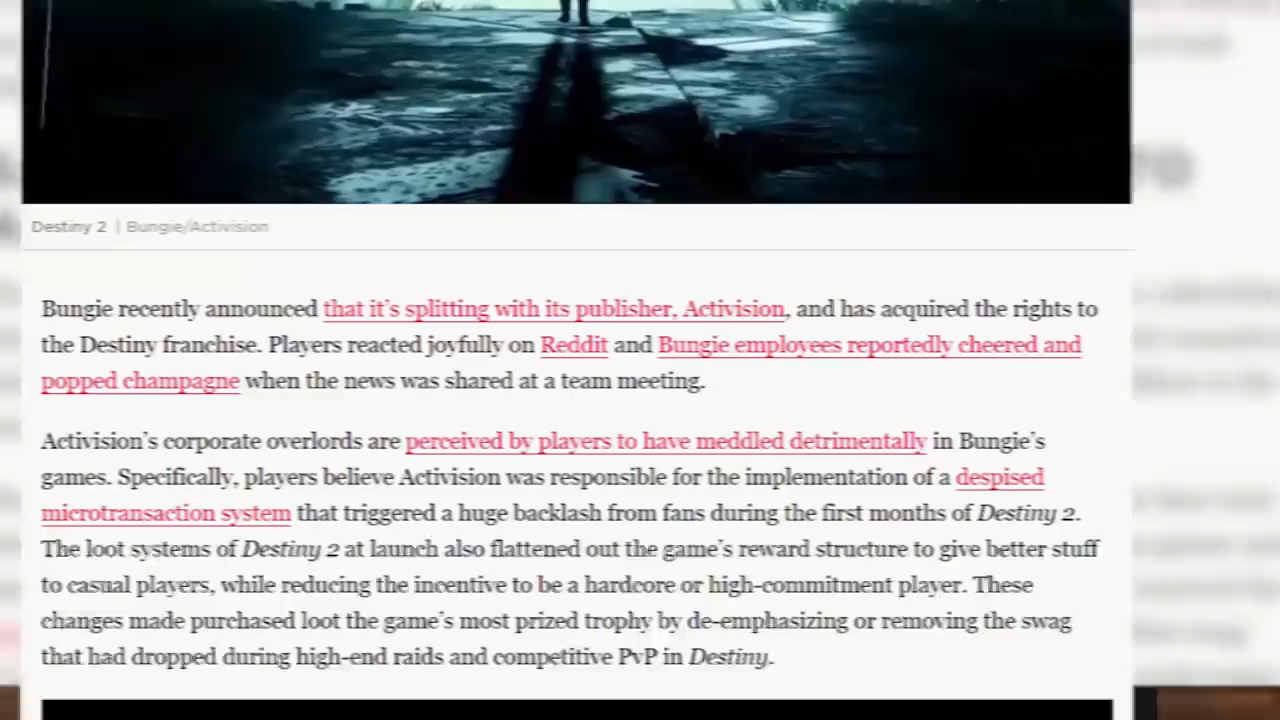 Destiny 2 | Bungie/Activision
Bungie recently announced that it's splitting with its publisher, Activision, and has acquired the rights to
the Destiny franchise. Players reacted joyfully on Reddit and Bungie employees reportedly cheered and
popped champagne when the news was shared at a team meeting.
Activision's corporate overlords are perceived by players to have meddled detrimentally in Bungie's
games. Specifically, players believe Activision was responsible for the implementation of a despised
microtransaction system that triggered a huge backlash from fans during the first months of Destiny 2.
The loot systems of Destiny 2 at launch also flattened out the game's reward structure to give better stuff
to casual players, while reducing the incentive to be a hardcore or high-commitment player. These
changes made purchased loot the game's most prized trophy by de-emphasizing or removing the swag
that had dropped during high-end raids and competitive PvP in Destiny.